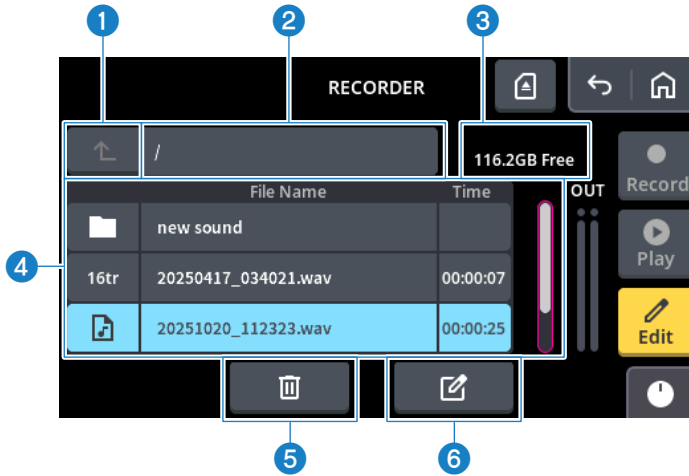 1 2 3
RECORDER
/
116.2GB Free
File Name Time OUT Record
new sound
Play
4
16tr 20250417_034021.wav 00:00:07
20251020_112323.wav 00:00:25
Edit
5 6